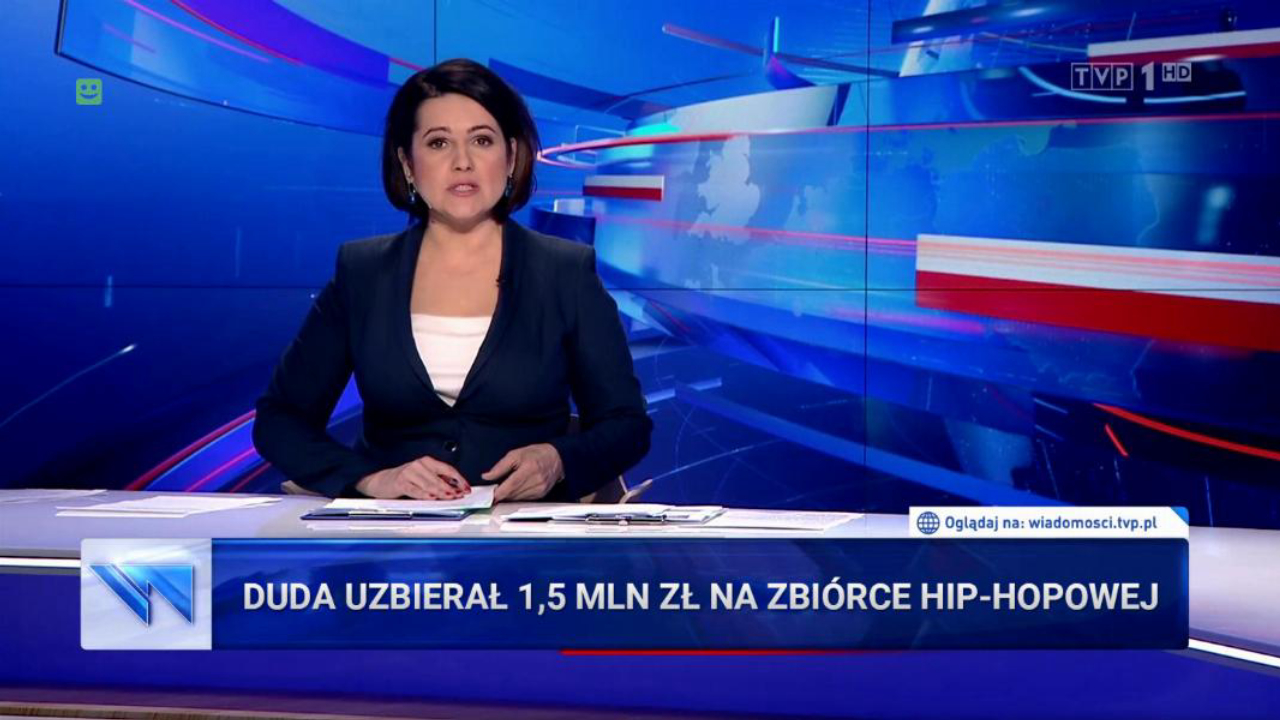 TVP 1 HD
Oglądaj na: wiadomosci.tvp.pl
DUDA UZBIERAŁ 1,5 MLN ZŁ NA ZBIÓRCE HIP-HOPOWEJ